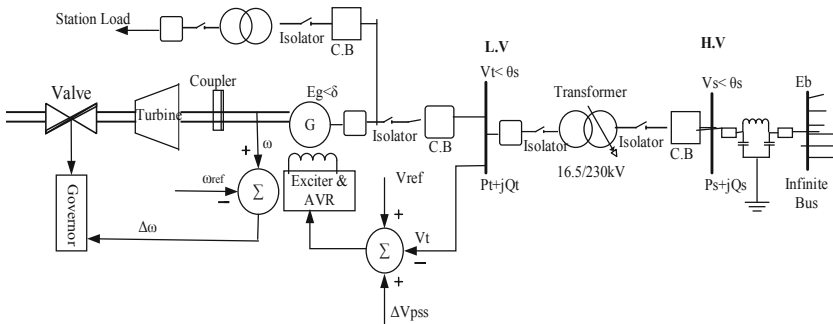 Station Load
Isolator
C.B
L.V
H.V
Valve
Turbine
Coupler
Eg<δ
G
Isolator
C.B
Vt< θs
Transformer
Isolator
16.5/230kV
Isolator
C.B
Vs< θs
Eb
Pt+jQt
Ps+jQs
Infinite
Bus
ω
+
ωref
−
Σ
Governor
Δω
Exciter &
AVR
Vref
+
Σ
Vt
−
+
ΔVpss